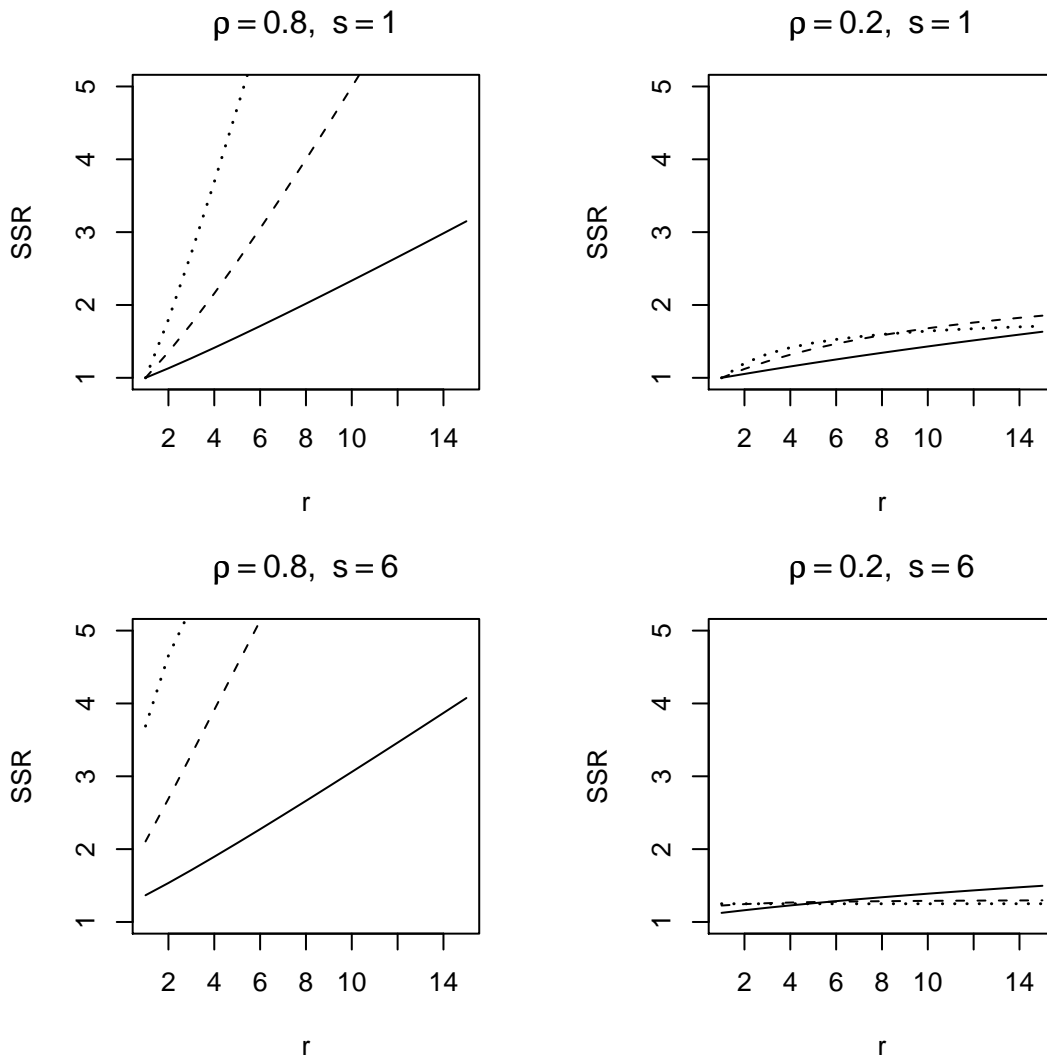 ρ = 0.8, s = 1
5
4
3
2
1
SSR
2 4 6 8 10 14
r
ρ = 0.2, s = 1
5
4
3
2
1
SSR
2 4 6 8 10 14
r
ρ = 0.8, s = 6
5
4
3
2
1
SSR
2 4 6 8 10 14
r
ρ = 0.2, s = 6
5
4
3
2
1
SSR
2 4 6 8 10 14
r